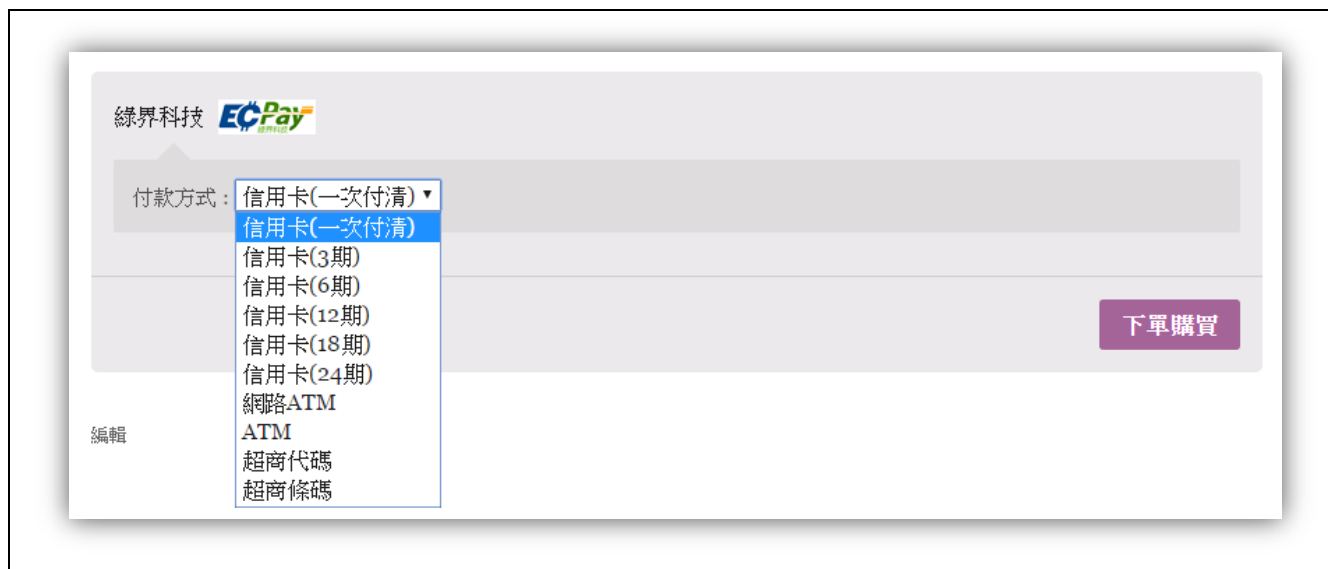 綠界科技 ECPay 綠界科技
付款方式：信用卡(一次付清)
信用卡(一次付清)
信用卡(3期)
信用卡(6期)
信用卡(12期)
信用卡(18期)
信用卡(24期)
網路ATM
ATM
超商代碼
超商條碼
下單購買
編輯